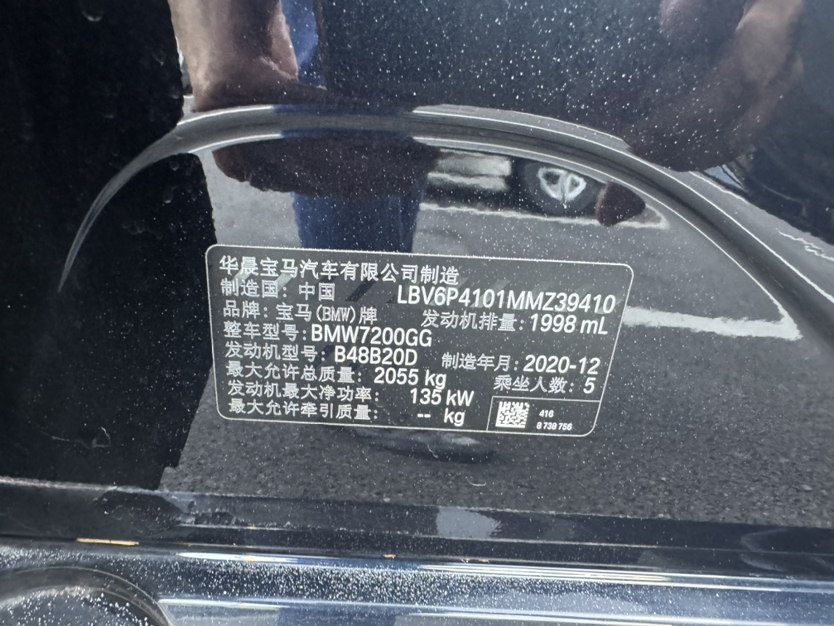 华晨宝马汽车有限公司制造
制造国: 中国 LBV6P4101MMZ39410
品牌: 宝马(BMW)牌 发动机排量: 1998 mL
整车型号: BMW7200GG
发动机型号: B48B20D 制造年月: 2020-12
最大允许总质量: 2055 kg 乘坐人数: 5
发动机最大净功率: 135 kW
最大允许牵引质量: -- kg
416
8 739 756